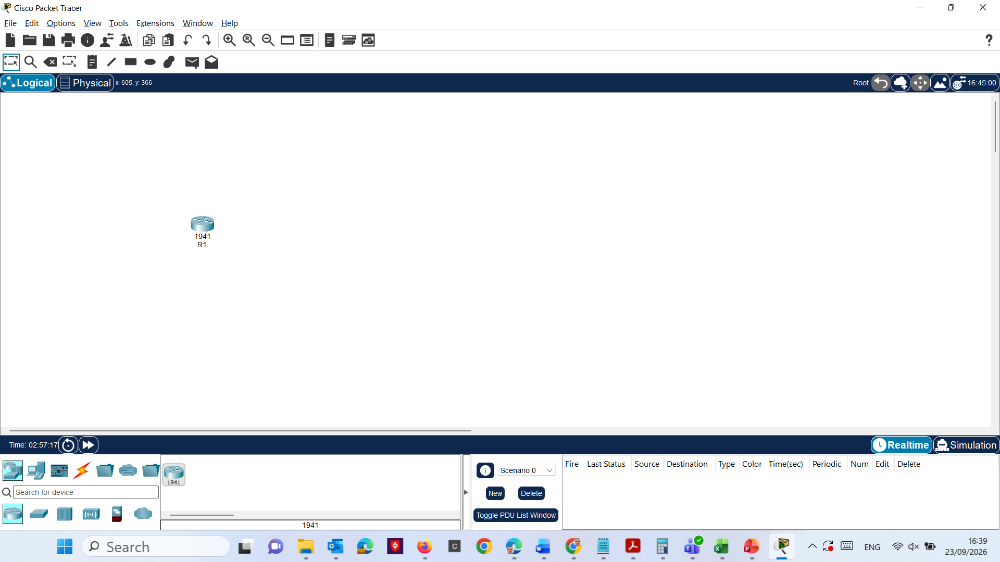 Cisco Packet Tracer
File Edit Options View Tools Extensions Window Help
?
Logical Physical x: 605, y: 366 Root 16:45:00
1941
R1
Time: 02:57:17 Realtime Simulation
Fire Last Status Source Destination Type Color Time(sec) Periodic Num Edit Delete
Scenario 0
1941
Search for device
New Delete
Toggle PDU List Window
1941
Search ENG 16:39
23/09/2026